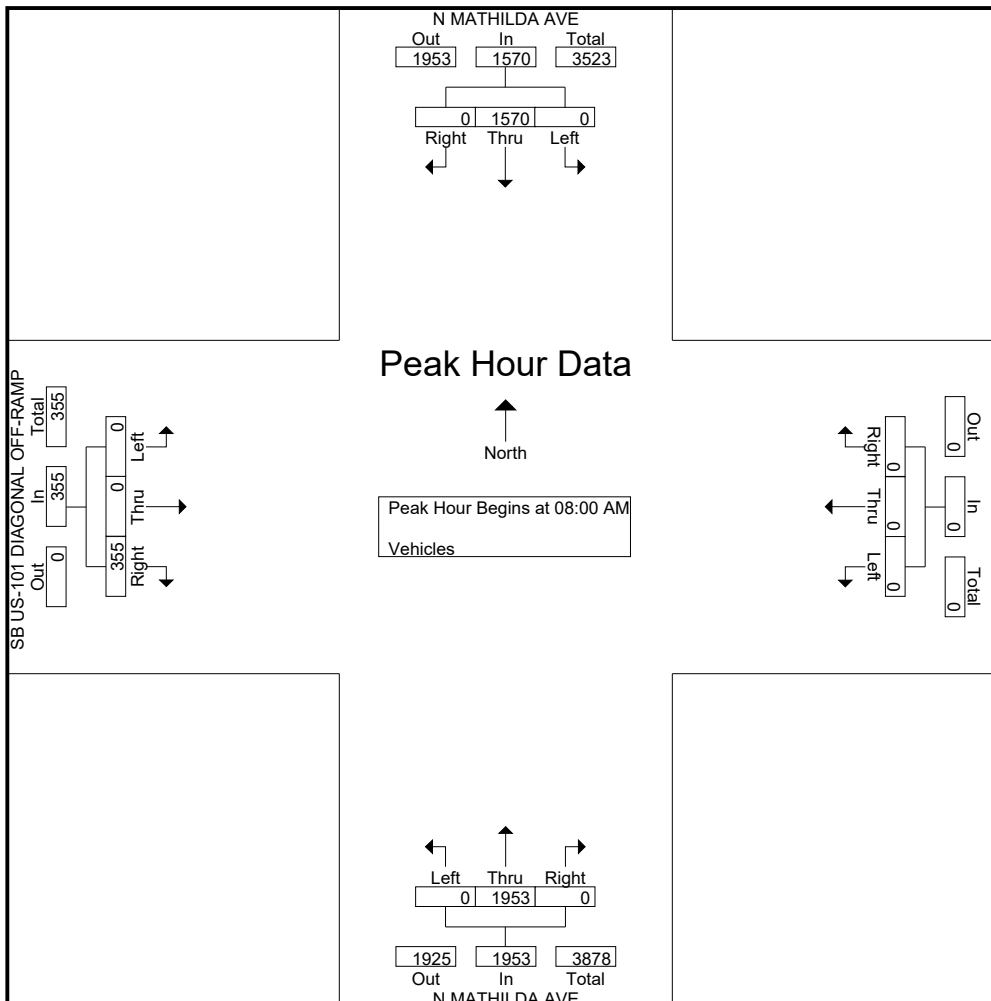 N MATHILDA AVE
Out In Total
1953 1570 3523
0 1570 0
Right Thru Left
Peak Hour Data
North
Peak Hour Begins at 08:00 AM
Vehicles
SB US-101 DIAGONAL OFF-RAMP
Total In Out
355 355 0
0 0 355
Left Thru Right
Right Thru Left
0 0 0
Out In Total
0 0 0
Left Thru Right
0 1953 0
1925 1953 3878
Out In Total
N MATHILDA AVE